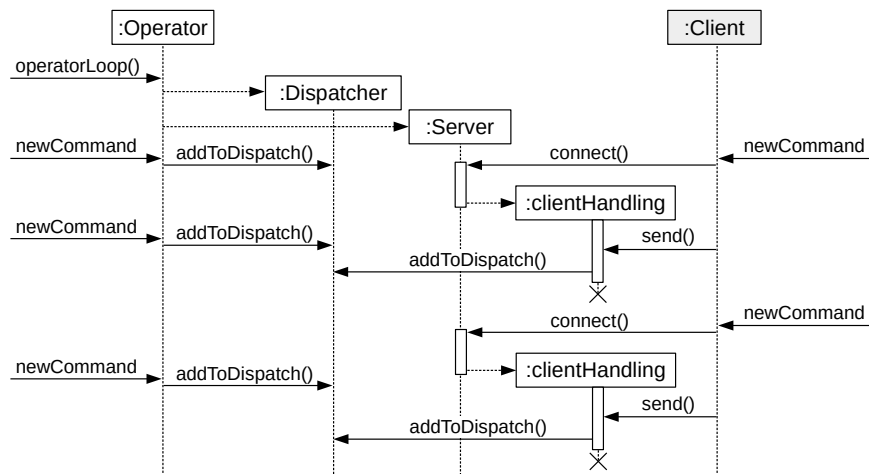 :Operator
:Client
operatorLoop()
:Dispatcher
:Server
newCommand
addToDispatch()
connect()
newCommand
:clientHandling
newCommand
addToDispatch()
send()
addToDispatch()
connect()
newCommand
:clientHandling
newCommand
addToDispatch()
send()
addToDispatch()